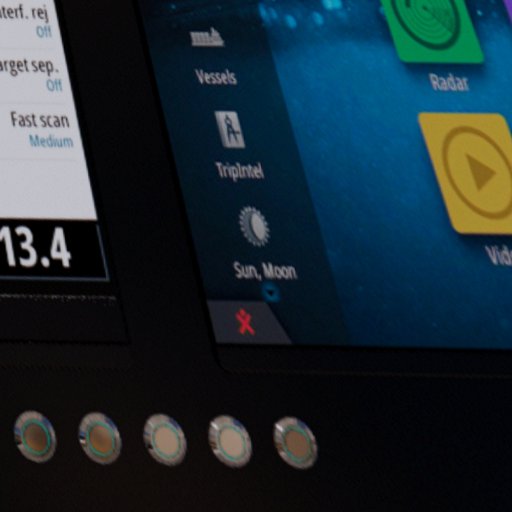 terf. rej
Off
arget sep.
Off
Fast scan
Medium
13.4
Vessels
TripIntel
Sun, Moon
Radar
Vid